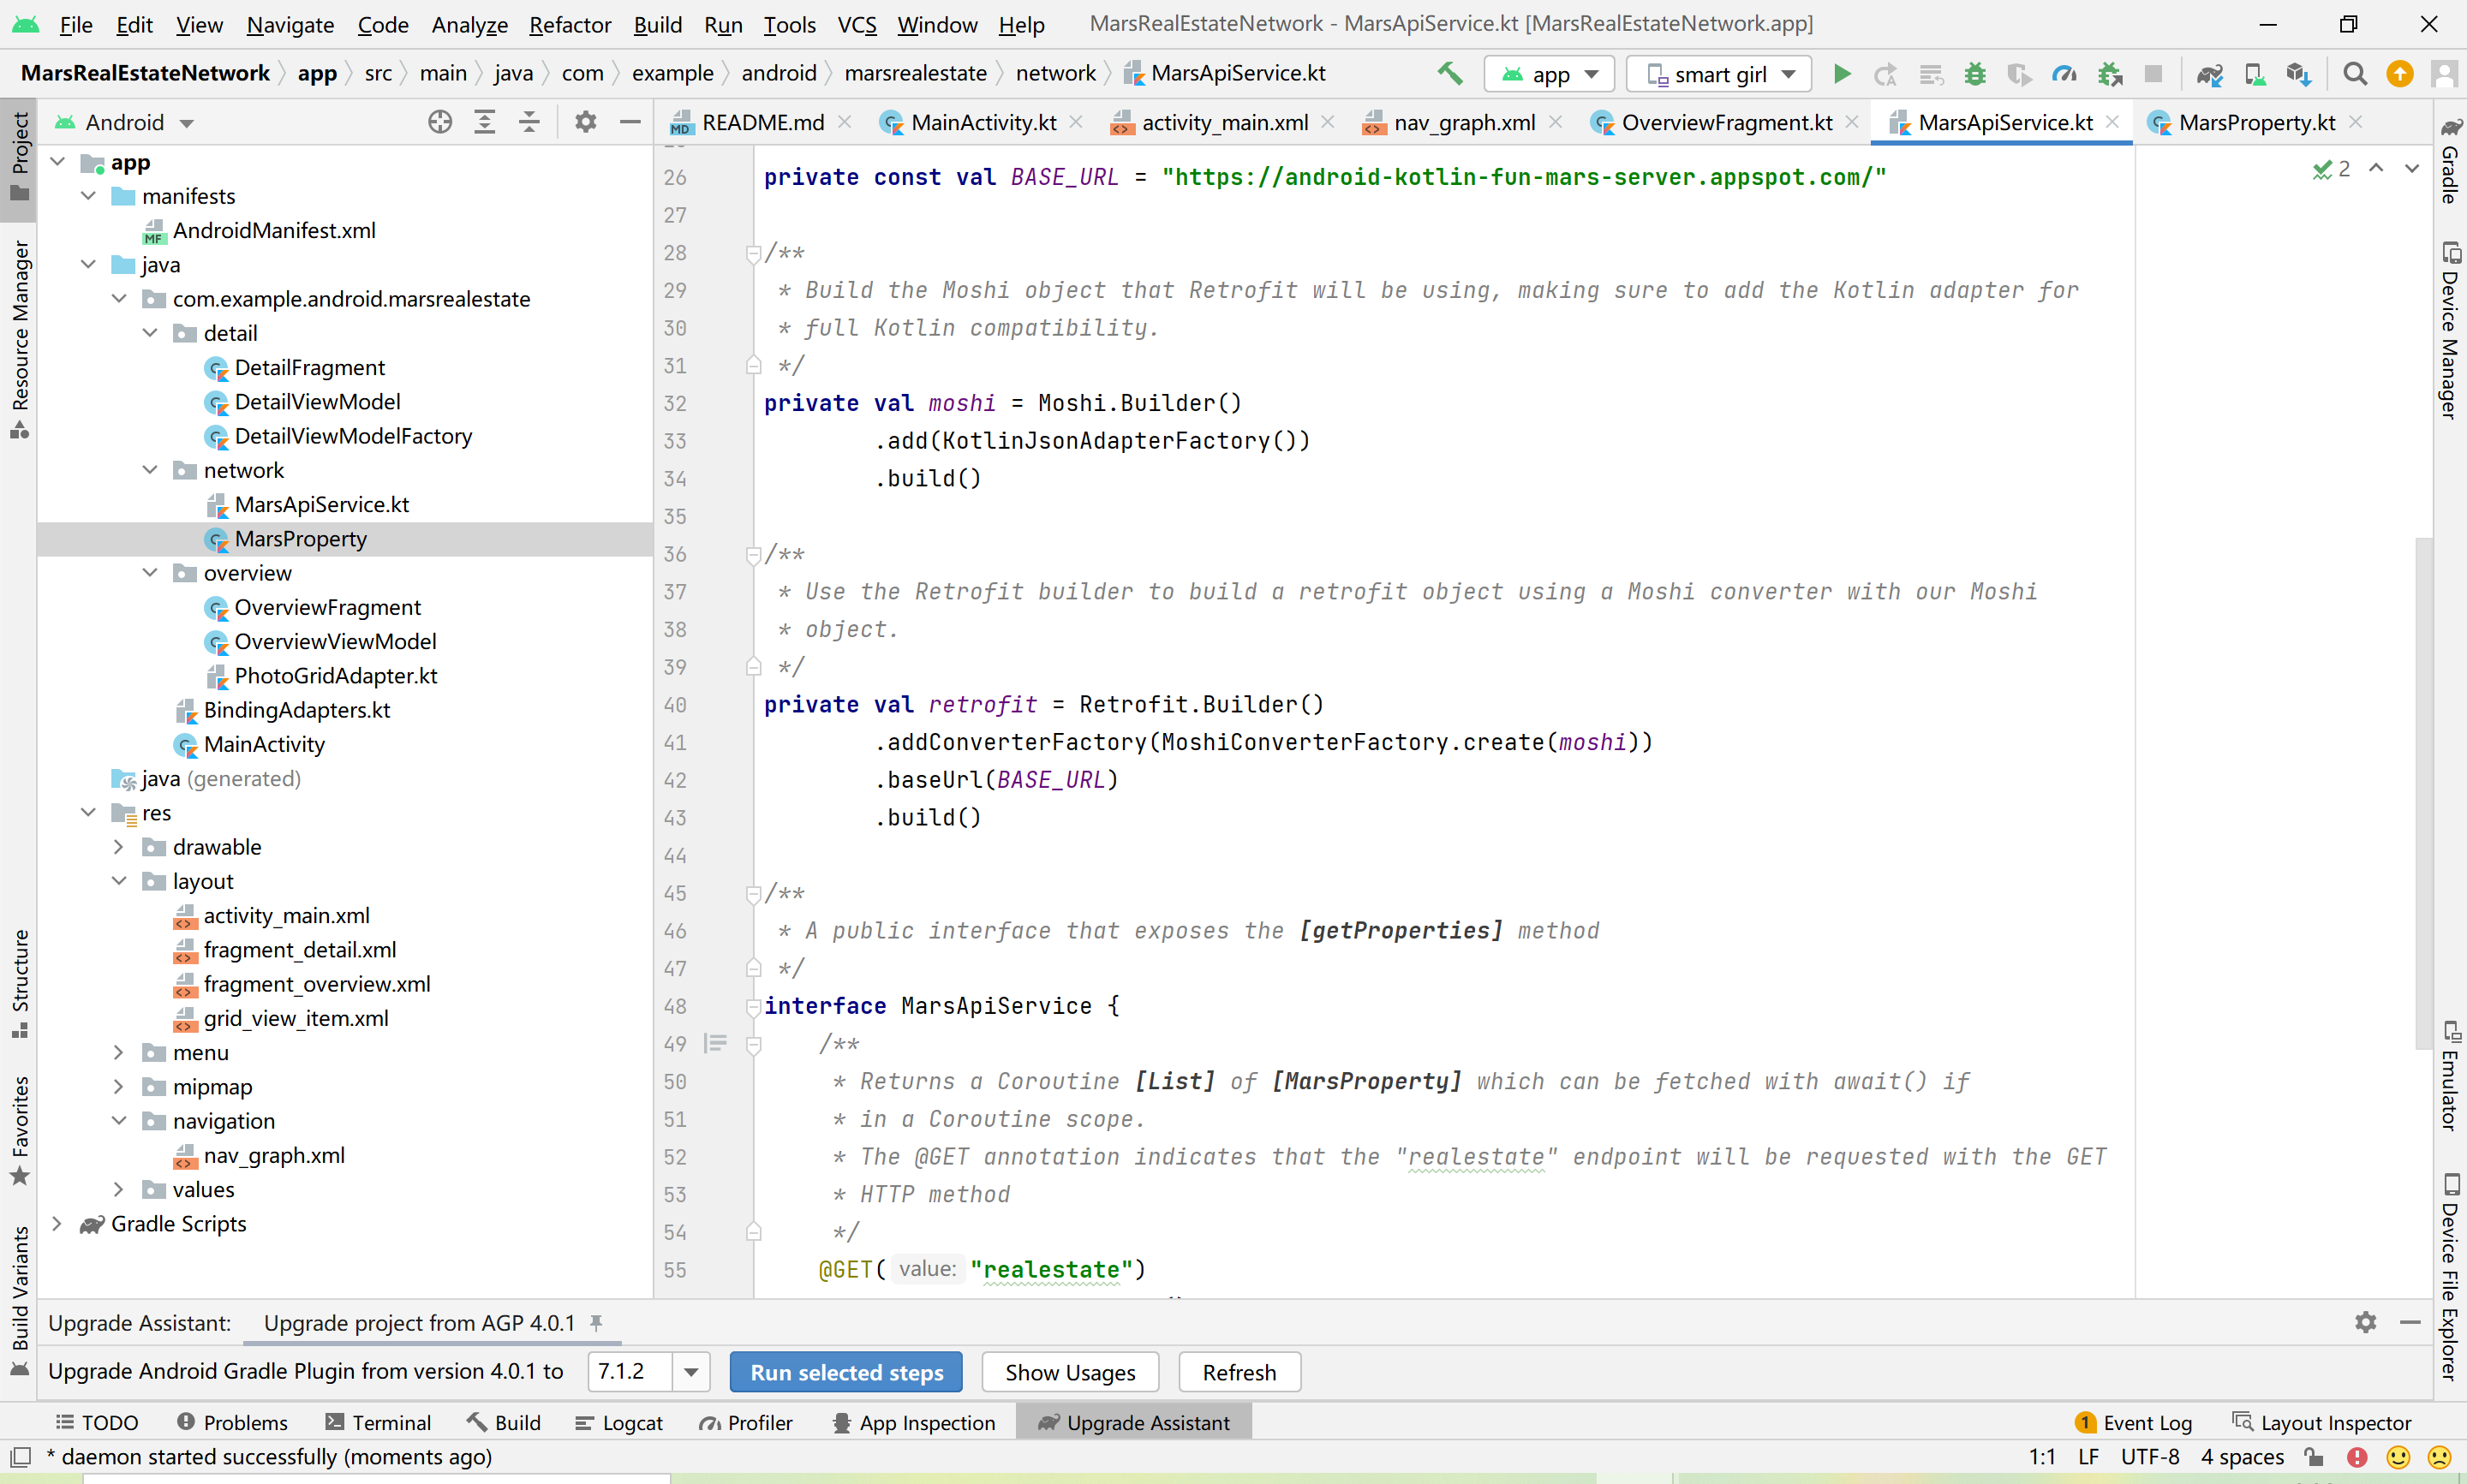 File Edit View Navigate Code Analyze Refactor Build Run Tools VCS Window Help MarsRealEstateNetwork - MarsApiService.kt [MarsRealEstateNetwork.app]
MarsRealEstateNetwork app src main java com example android marsrealestate network MarsApiService.kt app smart girl
Android
README.md MainActivity.kt activity_main.xml nav_graph.xml OverviewFragment.kt MarsApiService.kt MarsProperty.kt
Project
Resource Manager
Structure
Favorites
Build Variants
app
manifests
AndroidManifest.xml
java
com.example.android.marsrealestate
detail
DetailFragment
DetailViewModel
DetailViewModelFactory
network
MarsApiService.kt
MarsProperty
overview
OverviewFragment
OverviewViewModel
PhotoGridAdapter.kt
BindingAdapters.kt
MainActivity
java (generated)
res
drawable
layout
activity_main.xml
fragment_detail.xml
fragment_overview.xml
grid_view_item.xml
menu
mipmap
navigation
nav_graph.xml
values
Gradle Scripts
26 private const val BASE_URL = "https://android-kotlin-fun-mars-server.appspot.com/"
2
27
28 /**
29 * Build the Moshi object that Retrofit will be using, making sure to add the Kotlin adapter for
30 * full Kotlin compatibility.
31 */
32 private val moshi = Moshi.Builder()
33 .add(KotlinJsonAdapterFactory())
34 .build()
35
36 /**
37 * Use the Retrofit builder to build a retrofit object using a Moshi converter with our Moshi
38 * object.
39 */
40 private val retrofit = Retrofit.Builder()
41 .addConverterFactory(MoshiConverterFactory.create(moshi))
42 .baseUrl(BASE_URL)
43 .build()
44
45 /**
46 * A public interface that exposes the [getProperties] method
47 */
48 interface MarsApiService {
49 /**
50 * Returns a Coroutine [List] of [MarsProperty] which can be fetched with await() if
51 * in a Coroutine scope.
52 * The @GET annotation indicates that the "realestate" endpoint will be requested with the GET
53 * HTTP method
54 */
55 @GET( value: "realestate")
Gradle
Device Manager
Emulator
Device File Explorer
Upgrade Assistant: Upgrade project from AGP 4.0.1
Upgrade Android Gradle Plugin from version 4.0.1 to 7.1.2 Run selected steps Show Usages Refresh
TODO Problems Terminal Build Logcat Profiler App Inspection Upgrade Assistant 1 Event Log Layout Inspector
* daemon started successfully (moments ago) 1:1 LF UTF-8 4 spaces